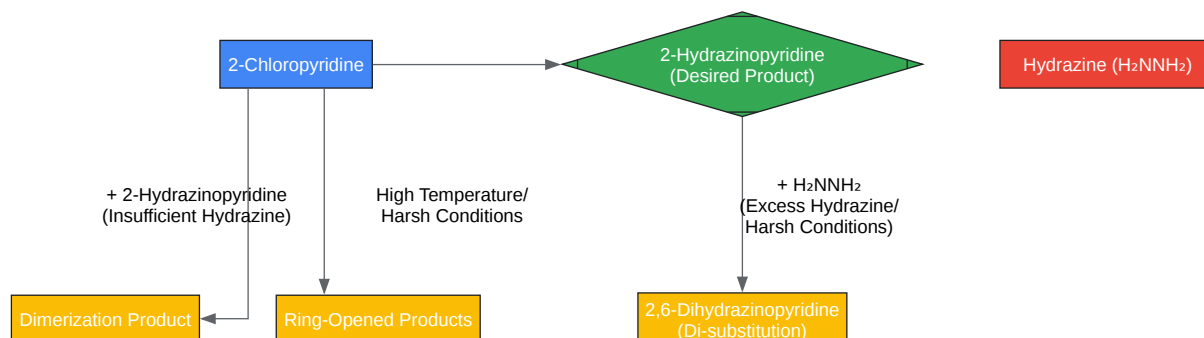 2-Chloropyridine
2-Hydrazinopyridine
(Desired Product)
Hydrazine (H₂NNH₂)
+ 2-Hydrazinopyridine
(Insufficient Hydrazine)
High Temperature/
Harsh Conditions
+ H₂NNH₂
(Excess Hydrazine/
Harsh Conditions)
Dimerization Product
Ring-Opened Products
2,6-Dihydrazinopyridine
(Di-substitution)